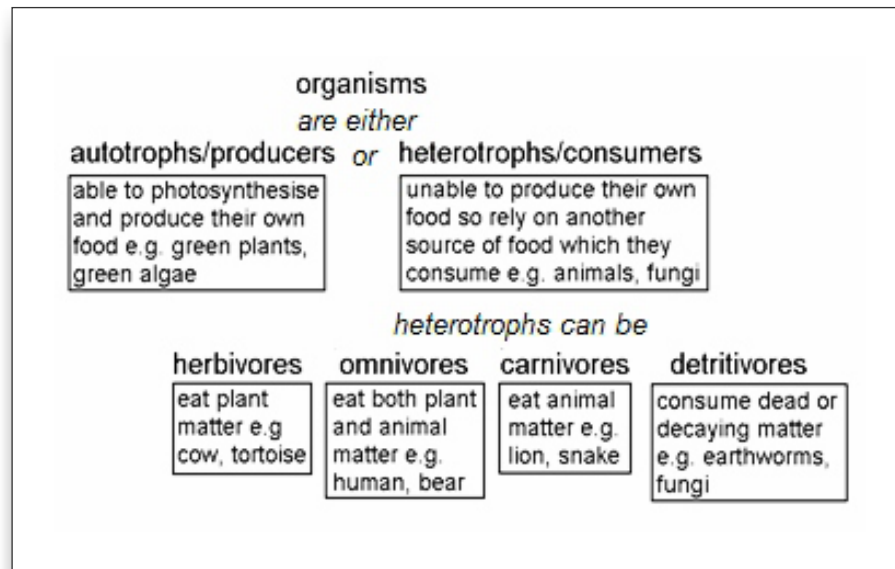 organisms
are either
autotrophs/producers or heterotrophs/consumers
able to photosynthesise
and produce their own
food e.g. green plants,
green algae
unable to produce their own
food so rely on another
source of food which they
consume e.g. animals, fungi
heterotrophs can be
herbivores omnivores carnivores detritivores
eat plant
matter e.g
cow, tortoise
eat both plant
and animal
matter e.g.
human, bear
eat animal
matter e.g.
lion, snake
consume dead or
decaying matter
e.g. earthworms,
fungi